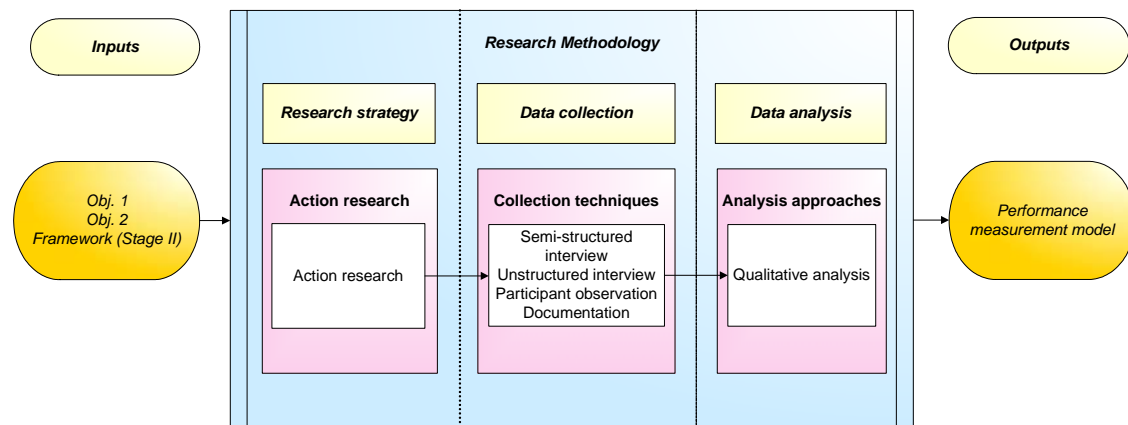 Inputs
Research Methodology
Outputs
Research strategy
Data collection
Data analysis
Obj. 1
Obj. 2
Framework (Stage II)
Action research
Action research
Collection techniques
Semi-structured
interview
Unstructured interview
Participant observation
Documentation
Analysis approaches
Qualitative analysis
Performance
measurement model